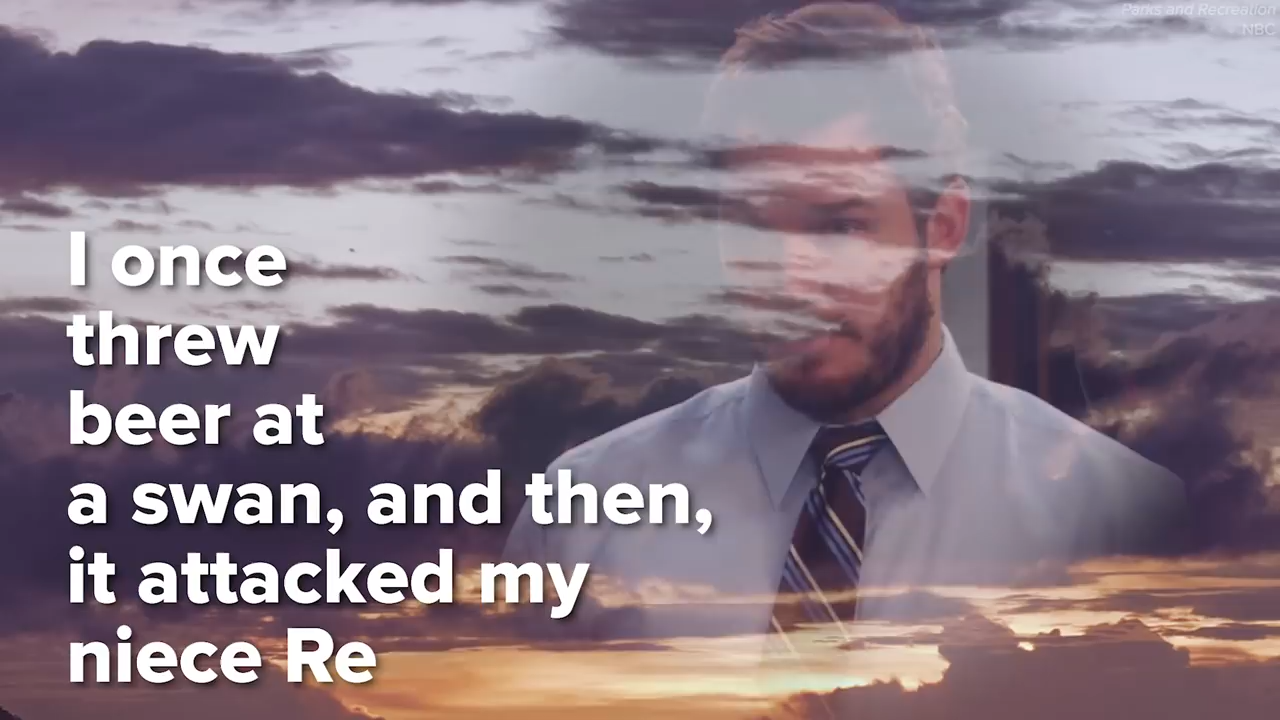 Parks and Recreation
NBC
I once
threw
beer at
a swan, and then,
it attacked my
niece Re